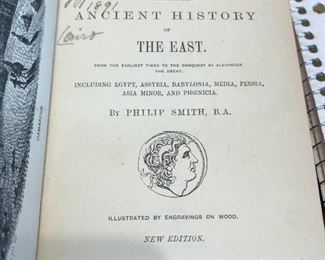 1891
Cairo
ANCIENT HISTORY
OF
THE EAST.
FROM THE EARLIEST TIMES TO THE CONQUEST BY ALEXANDER
THE GREAT.
INCLUDING EGYPT, ASSYRIA, BABYLONIA, MEDIA, PERSIA,
ASIA MINOR, AND PHŒNICIA.
BY PHILIP SMITH, B.A.
ILLUSTRATED BY ENGRAVINGS ON WOOD.
NEW EDITION.